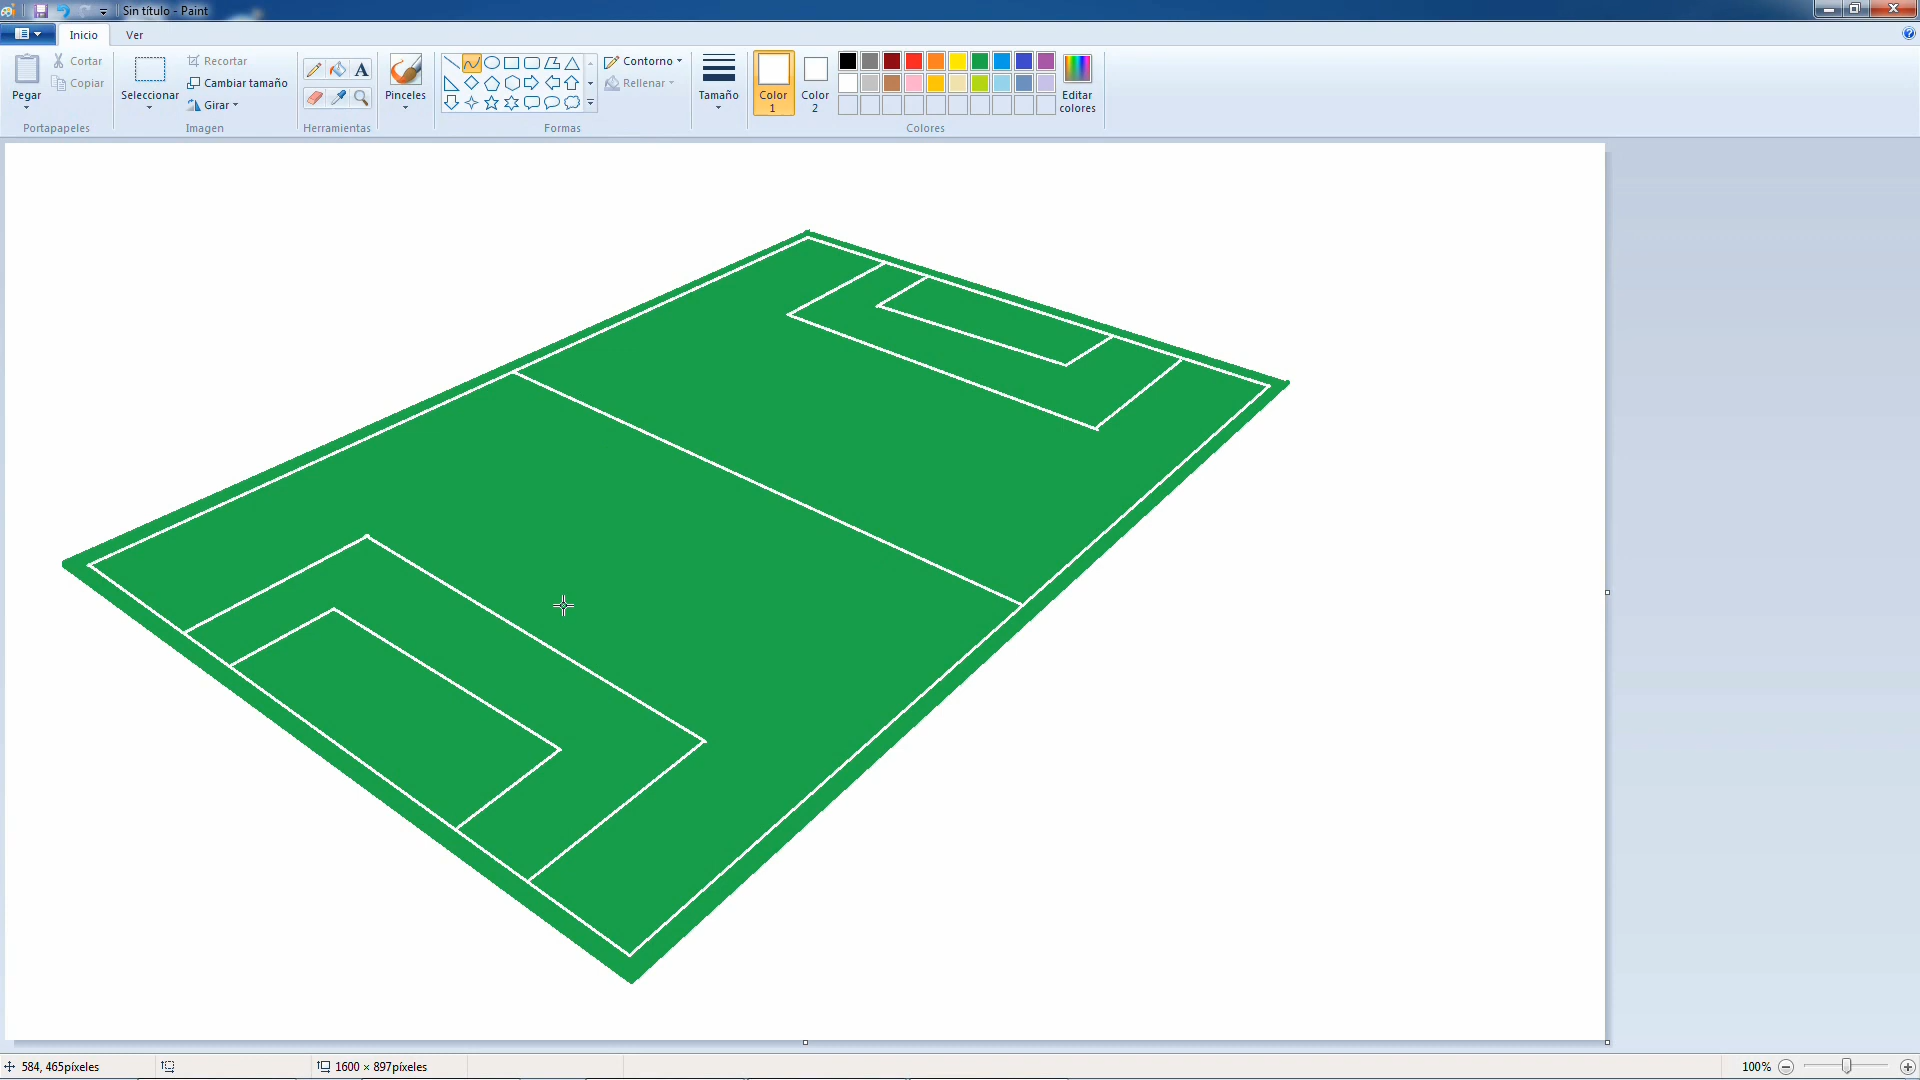 Sin título - Paint
Inicio
Ver
Pegar
Cortar
Copiar
Portapapeles
Seleccionar
Recortar
Cambiar tamaño
Girar
Imagen
A
Herramientas
Pinceles
Contorno
Rellenar
Formas
Tamaño
Color
1
Color
2
Editar
colores
Colores
584, 465píxeles
1600 × 897píxeles
100%